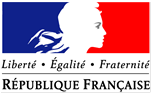 Liberté • Égalité • Fraternité
RÉPUBLIQUE FRANÇAISE